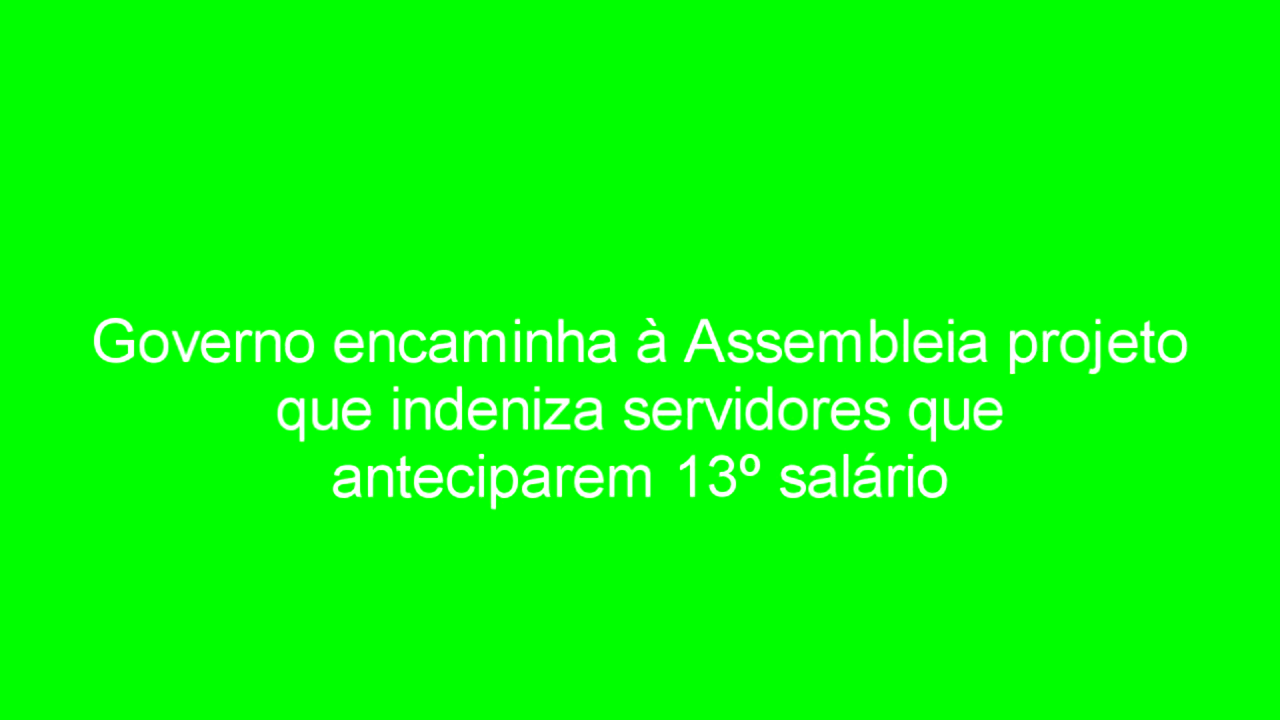 Governo encaminha à Assembleia projeto
que indeniza servidores que
anteciparem 13º salário